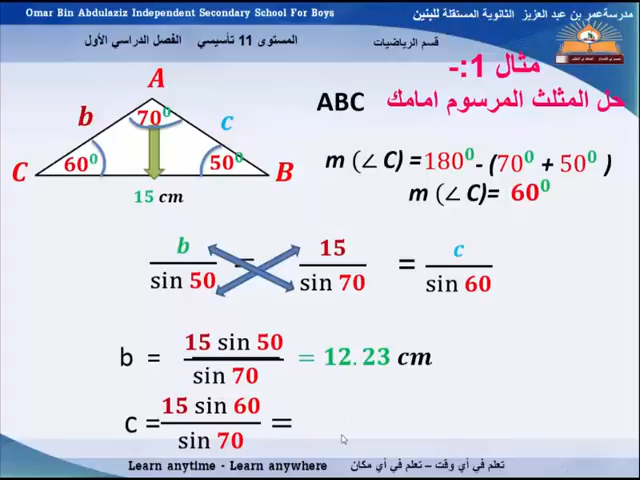 Omar Bin Abdulaziz Independent Secondary School For Boys
مدرسة عمر بن عبد العزيز الثانوية المستقلة للبنين
قسم الرياضيات
المستوى 11 تأسيسي
الفصل الدراسي الأول
مثال 1:-
حل المثلث المرسوم امامك ABC
A
b
c
70⁰
60⁰
50⁰
C
B
15 cm
m (∠ C) = 180⁰ - (70⁰ + 50⁰ )
m (∠ C)= 60⁰
b / sin 50 = 15 / sin 70 = c / sin 60
b = 15 sin 50 / sin 70 = 12.23 cm
c = 15 sin 60 / sin 70 =
Learn anytime - Learn anywhere
تعلم في أي وقت – تعلم في أي مكان